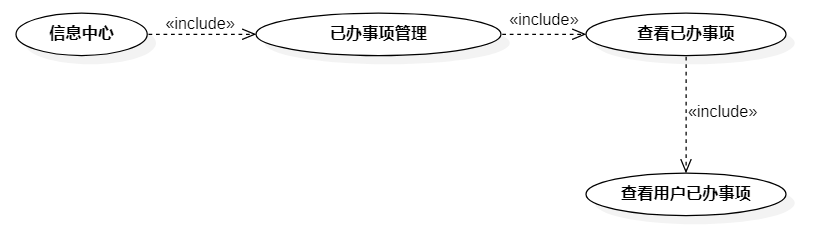 «include»
«include»
信息中心
已办事项管理
查看已办事项
«include»
查看用户已办事项